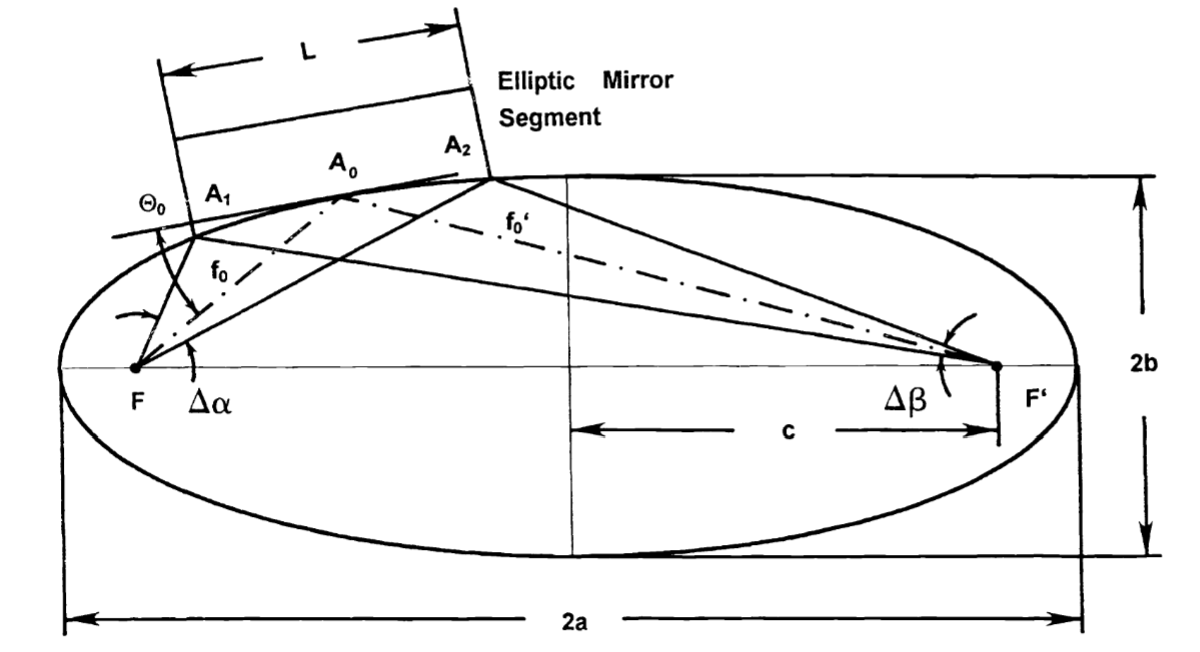 L
Elliptic Mirror
Segment
A₂
A₀
A₁
Θ₀
f₀'
f₀
2b
F
Δα
Δβ
F'
c
2a